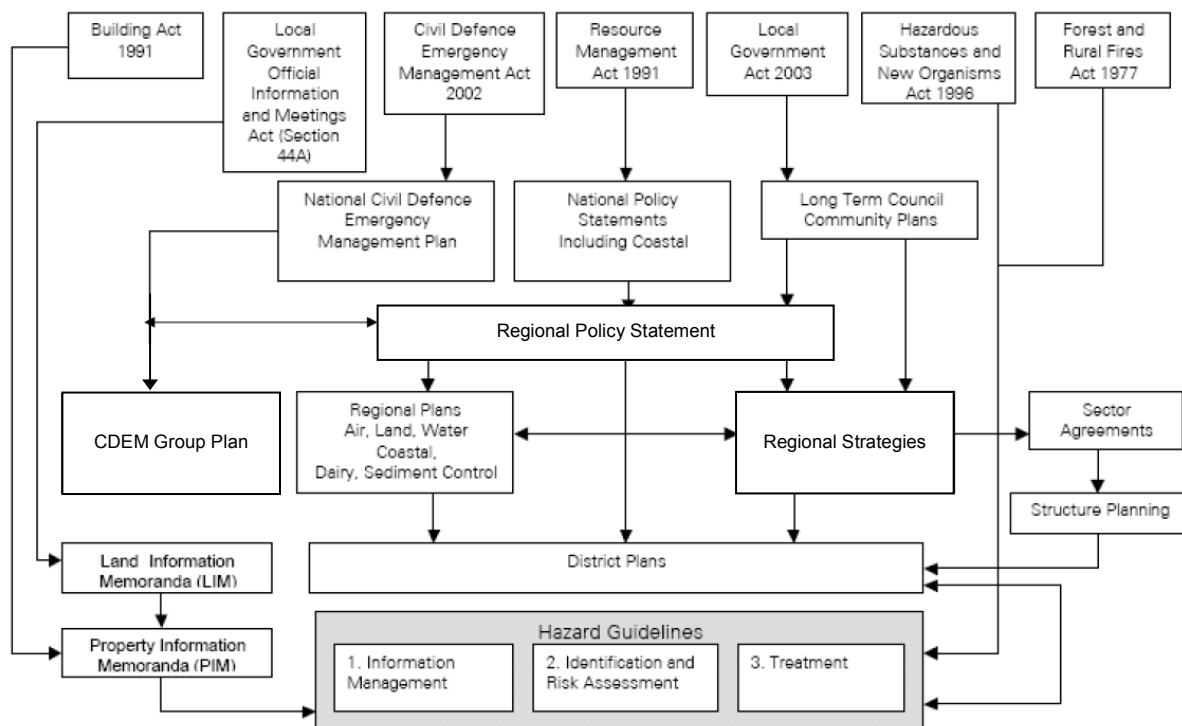 Building Act
1991
Local
Government
Official
Information
and Meetings
Act (Section
44A)
Civil Defence
Emergency
Management Act
2002
Resource
Management
Act 1991
Local
Government
Act 2003
Hazardous
Substances and
New Organisms
Act 1996
Forest and
Rural Fires
Act 1977
National Civil Defence
Emergency
Management Plan
National Policy
Statements
Including Coastal
Long Term Council
Community Plans
Regional Policy Statement
CDEM Group Plan
Regional Plans
Air, Land, Water
Coastal,
Dairy, Sediment Control
Regional Strategies
Sector
Agreements
Structure Planning
Land Information
Memoranda (LIM)
District Plans
Property Information
Memoranda (PIM)
Hazard Guidelines
1. Information
Management
2. Identification and
Risk Assessment
3. Treatment